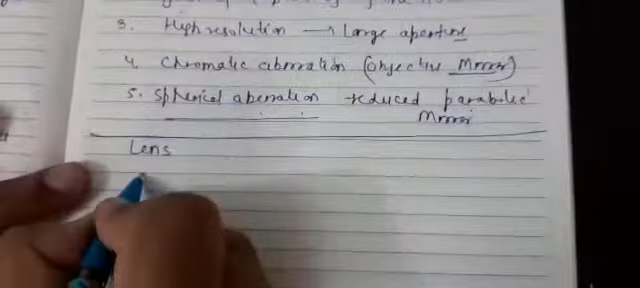 3. High resolution → Large aperture
4. Chromatic aberration (objective Mirror)
5. Spherical aberration reduced parabolic
Mirror
Lens